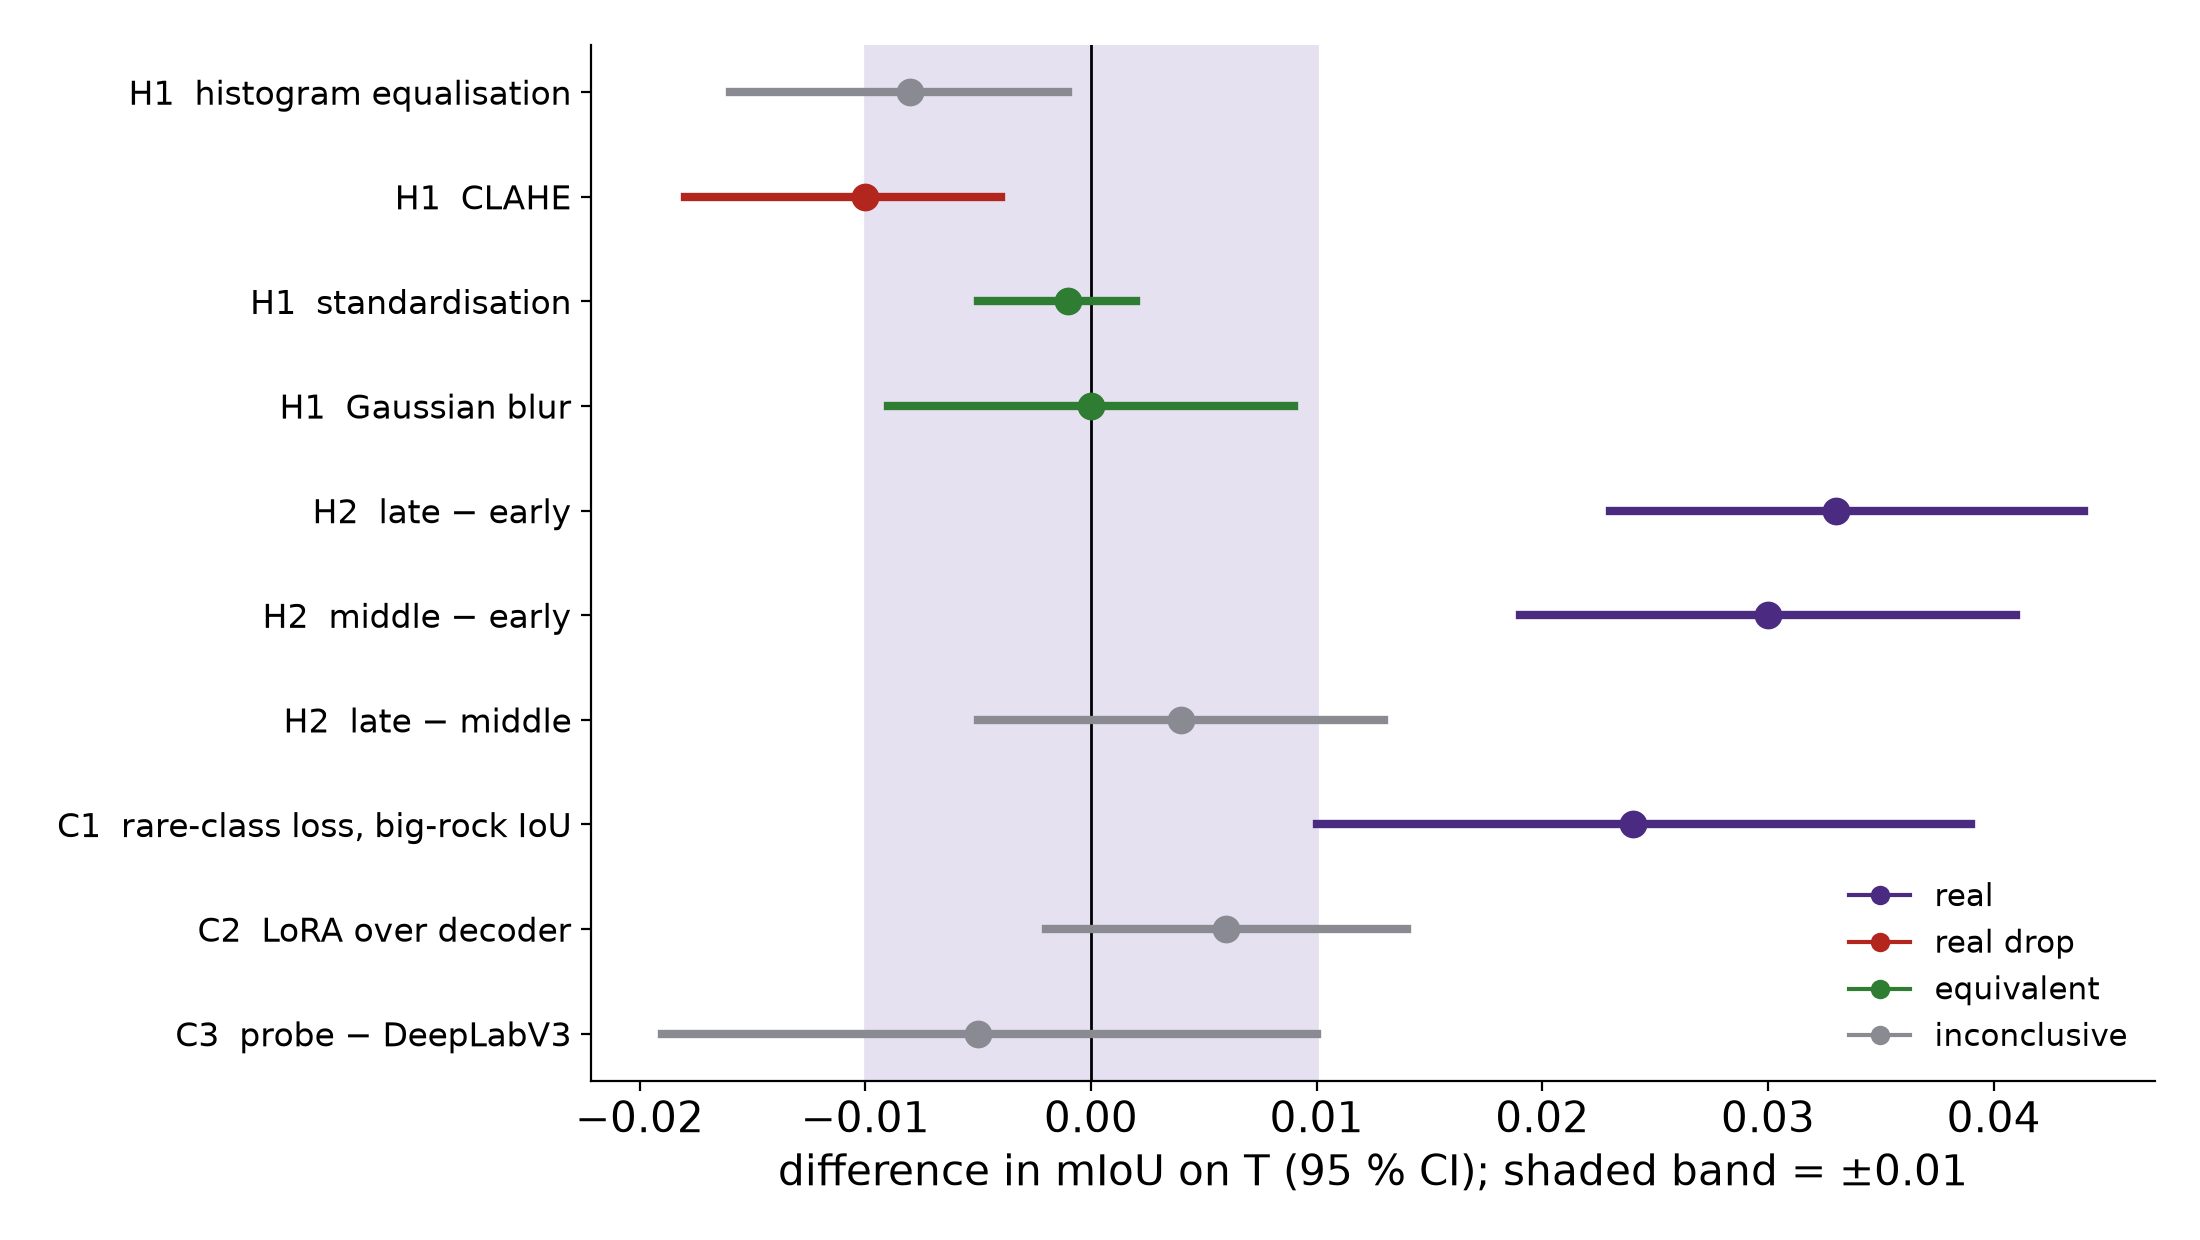 H1 histogram equalisation
H1 CLAHE
H1 standardisation
H1 Gaussian blur
H2 late − early
H2 middle − early
H2 late − middle
C1 rare-class loss, big-rock IoU
C2 LoRA over decoder
C3 probe − DeepLabV3
real
real drop
equivalent
inconclusive
−0.02 −0.01 0.00 0.01 0.02 0.03 0.04
difference in mIoU on T (95 % CI); shaded band = ±0.01